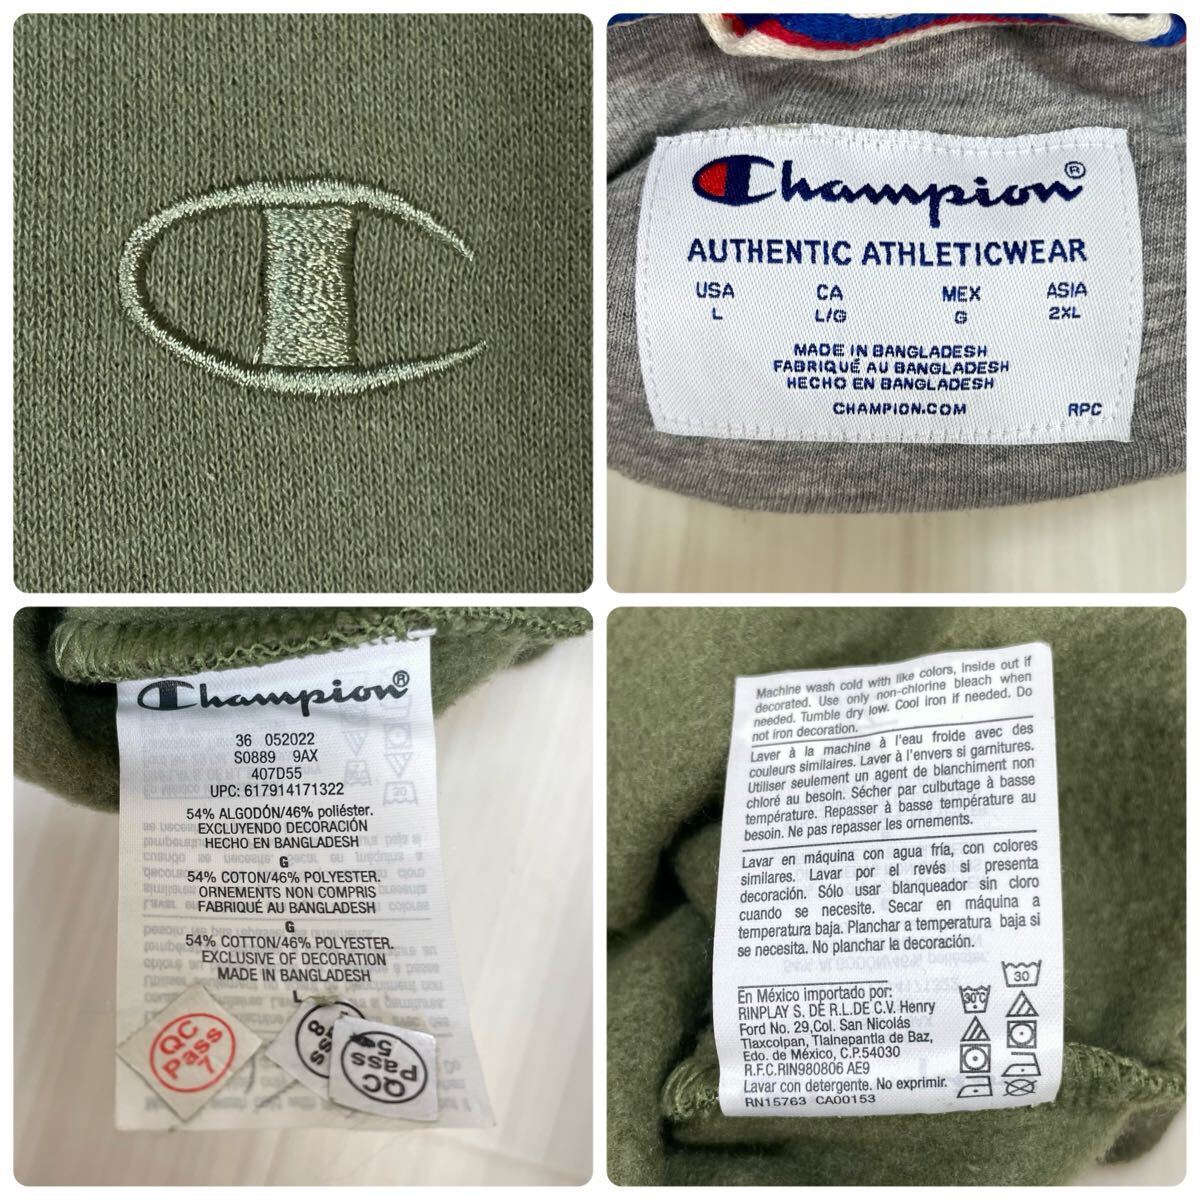 Champion®
AUTHENTIC ATHLETICWEAR
USA CA MEX ASIA
L L/G G 2XL
MADE IN BANGLADESH
FABRIQUÉ AU BANGLADESH
HECHO EN BANGLADESH
CHAMPION.COM RPC
Champion®
36 052022
S0889 9AX
407D55
UPC: 617914171322
54% ALGODÓN/46% poliéster.
EXCLUYENDO DECORACIÓN
HECHO EN BANGLADESH
G
54% COTON/46% POLYESTER.
ORNEMENTS NON COMPRIS
FABRIQUÉ AU BANGLADESH
G
54% COTTON/46% POLYESTER.
EXCLUSIVE OF DECORATION
MADE IN BANGLADESH
L
QC
Pass
7
QC
Pass
5
Machine wash cold with like colors, inside out if
decorated. Use only non-chlorine bleach when
needed. Tumble dry low. Cool iron if needed. Do
not iron decoration.
Laver à la machine à l'eau froide avec des
couleurs similaires. Laver à l'envers si garnitures.
Utiliser seulement un agent de blanchiment non
chloré au besoin. Sécher par culbutage à basse
température. Repasser à basse température au
besoin. Ne pas repasser les ornements.
Lavar en máquina con agua fría, con colores
similares. Lavar por el revés si presenta
decoración. Sólo usar blanqueador sin cloro
cuando se necesite. Secar en máquina a
temperatura baja. Planchar a temperatura baja si
se necesita. No planchar la decoración.
En México importado por:
RINPLAY S. DE R.L.DE C.V. Henry
Ford No. 29,Col. San Nicolás
Tlaxcolpan, Tlalnepantla de Baz,
Edo. de México, C.P.54030
R.F.C.RIN980806 AE9
Lavar con detergente. No exprimir.
RN15763 CA00153
30°C
30